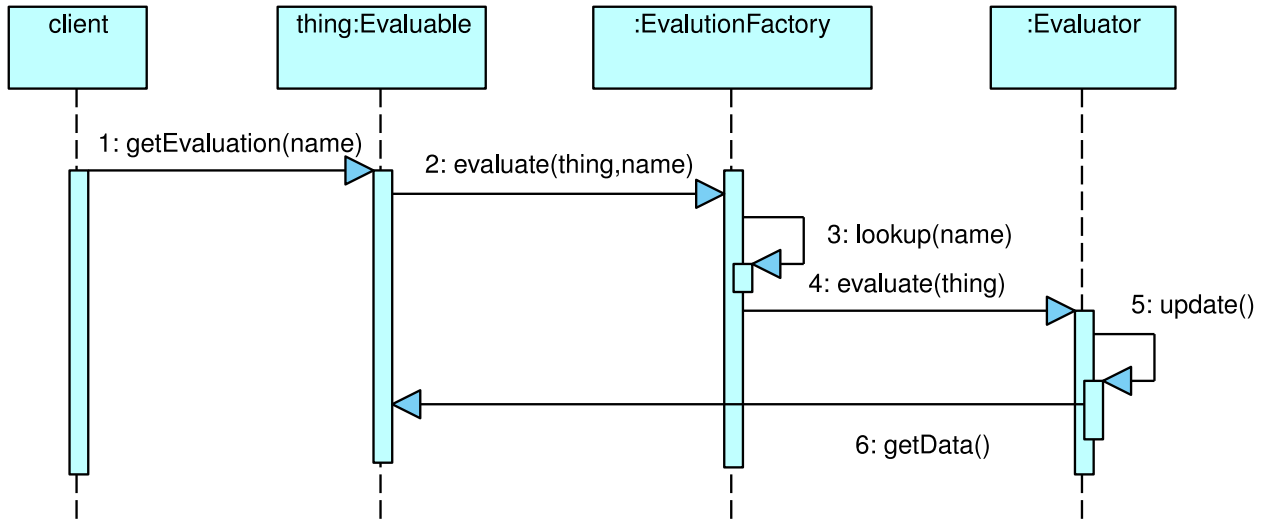 client
thing:Evaluable
:EvalutionFactory
:Evaluator
1: getEvaluation(name)
2: evaluate(thing,name)
3: lookup(name)
4: evaluate(thing)
5: update()
6: getData()